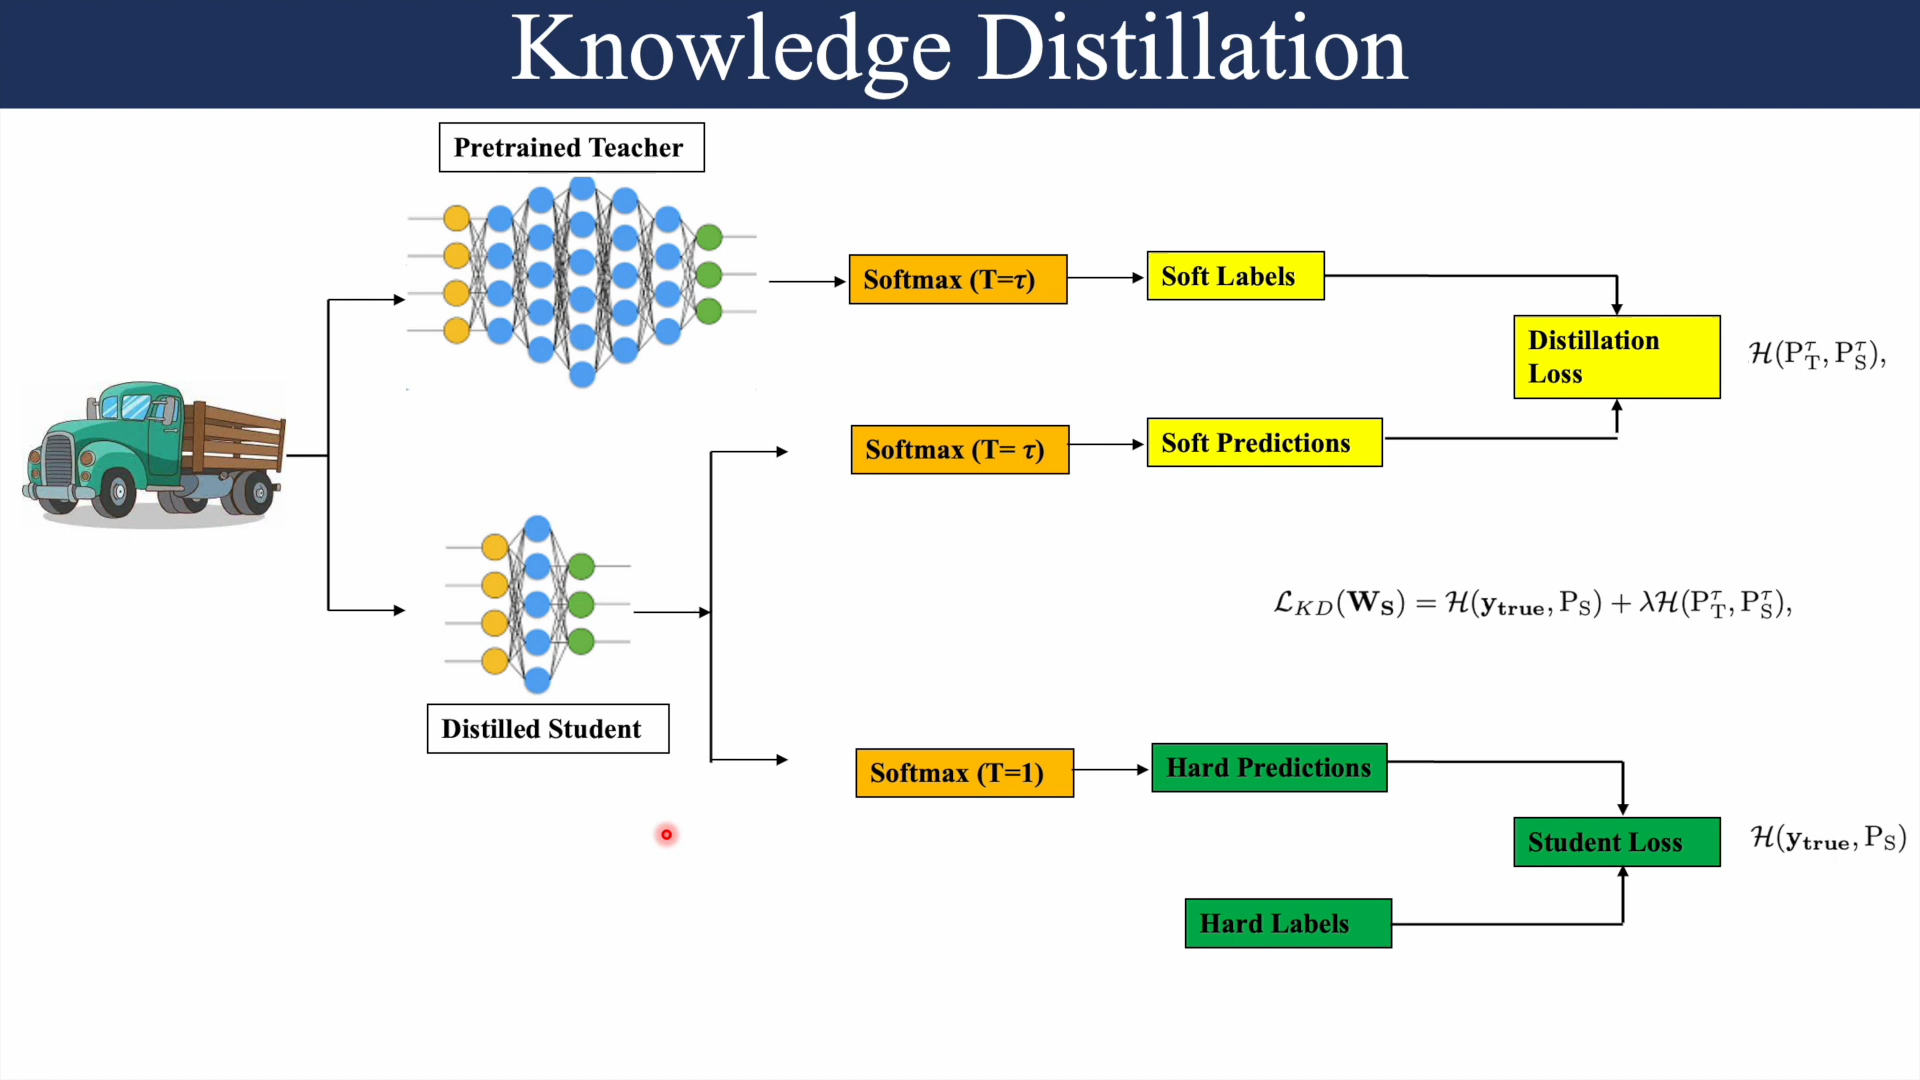 Knowledge Distillation
Pretrained Teacher
Softmax (T=τ)
Soft Labels
Distillation
Loss
ℋ(P_T^τ, P_S^τ),
Softmax (T= τ)
Soft Predictions
ℒ_KD(W_S) = ℋ(y_true, P_S) + λℋ(P_T^τ, P_S^τ),
Distilled Student
Softmax (T=1)
Hard Predictions
Student Loss
ℋ(y_true, P_S)
Hard Labels